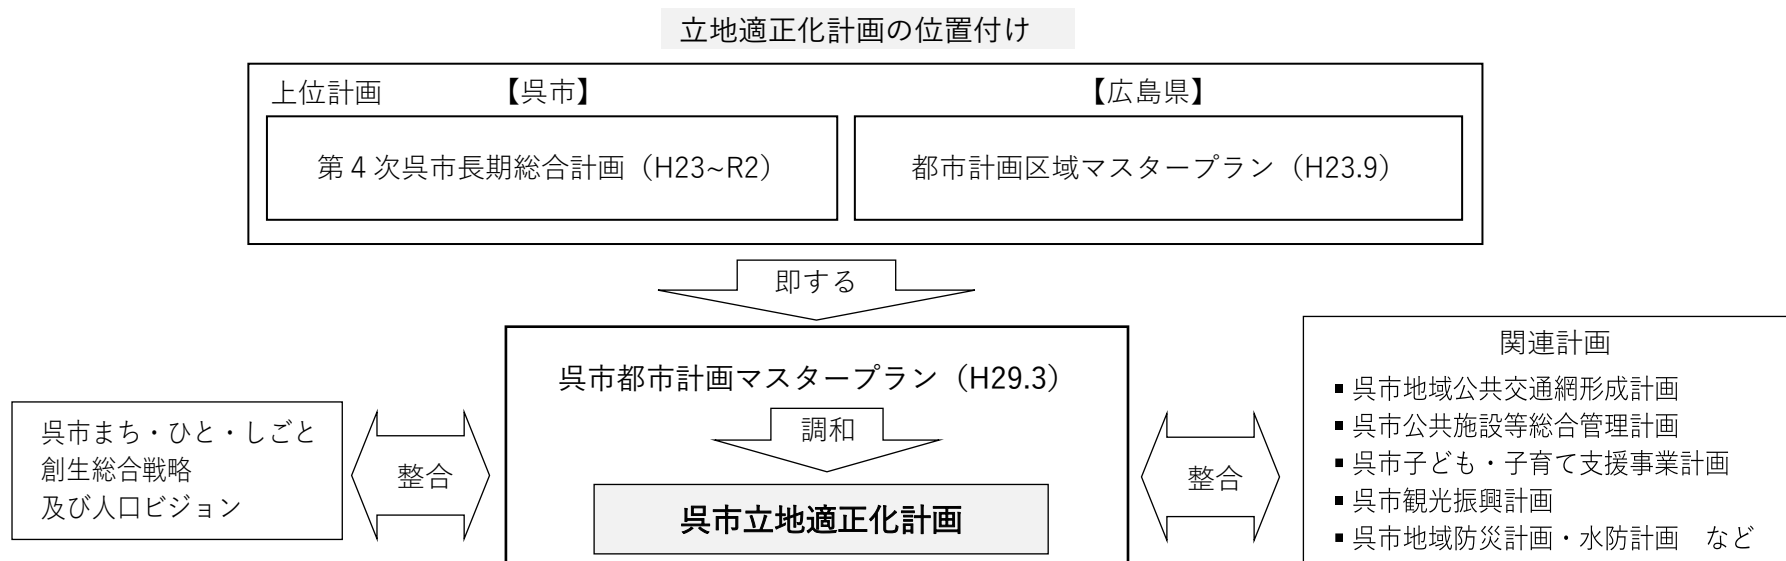 立地適正化計画の位置付け
上位計画
【呉市】
【広島県】
第４次呉市長期総合計画（H23~R2）
都市計画区域マスタープラン（H23.9）
即する
呉市都市計画マスタープラン（H29.3）
調和
呉市立地適正化計画
呉市まち・ひと・しごと
創生総合戦略
及び人口ビジョン
整合
整合
関連計画
▪ 呉市地域公共交通網形成計画
▪ 呉市公共施設等総合管理計画
▪ 呉市子ども・子育て支援事業計画
▪ 呉市観光振興計画
▪ 呉市地域防災計画・水防計画　など